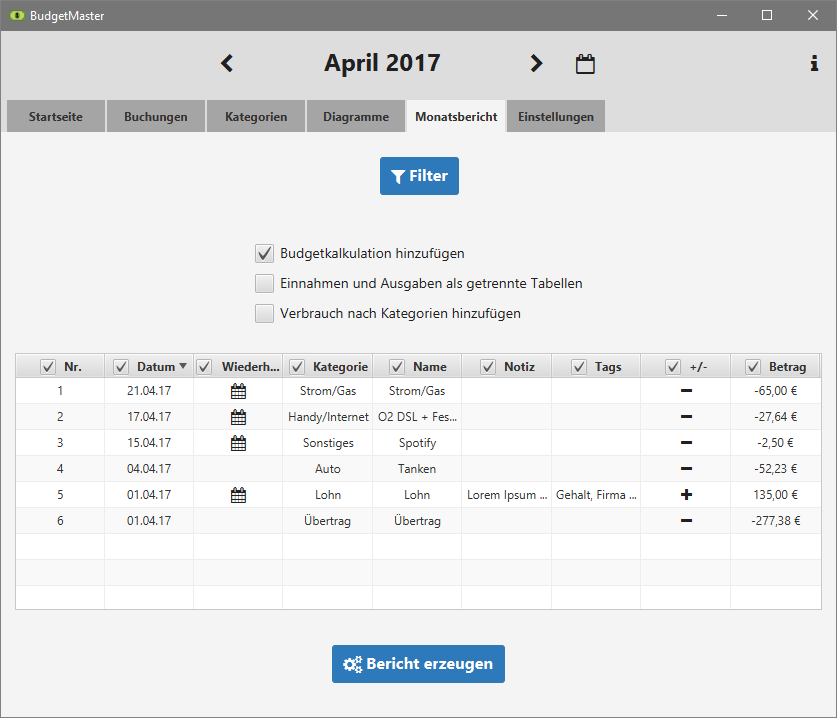 BudgetMaster
April 2017
Startseite Buchungen Kategorien Diagramme Monatsbericht Einstellungen
Filter
Budgetkalkulation hinzufügen
Einnahmen und Ausgaben als getrennte Tabellen
Verbrauch nach Kategorien hinzufügen
Nr. Datum Wiederh... Kategorie Name Notiz Tags +/- Betrag
1 21.04.17 Strom/Gas Strom/Gas -65,00 €
2 17.04.17 Handy/Internet O2 DSL + Fes... -27,64 €
3 15.04.17 Sonstiges Spotify -2,50 €
4 04.04.17 Auto Tanken -52,23 €
5 01.04.17 Lohn Lohn Lorem Ipsum ... Gehalt, Firma ... 135,00 €
6 01.04.17 Übertrag Übertrag -277,38 €
Bericht erzeugen